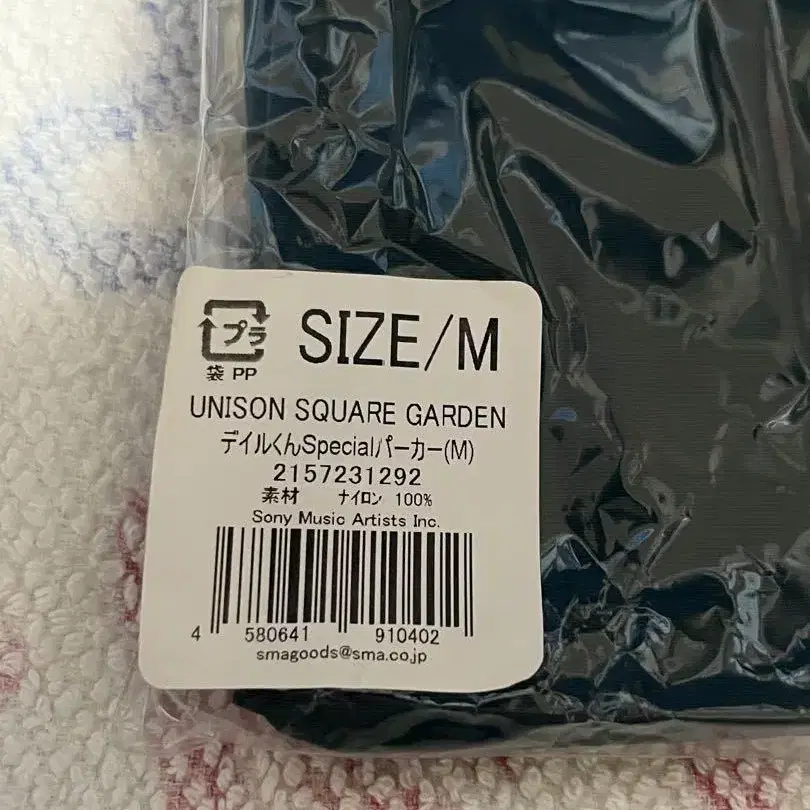 プラ
袋 PP
SIZE/M
UNISON SQUARE GARDEN
デイルくんSpecialパーカー(M)
2157231292
素材 ナイロン 100%
Sony Music Artists Inc.
4 580641 910402
smagoods@sma.co.jp